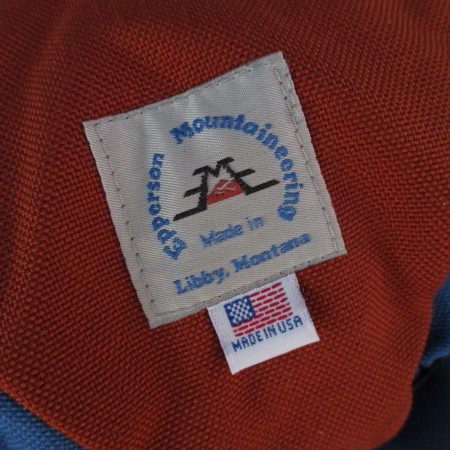 Epperson Mountaineering
Made in
Libby, Montana
MADE IN USA